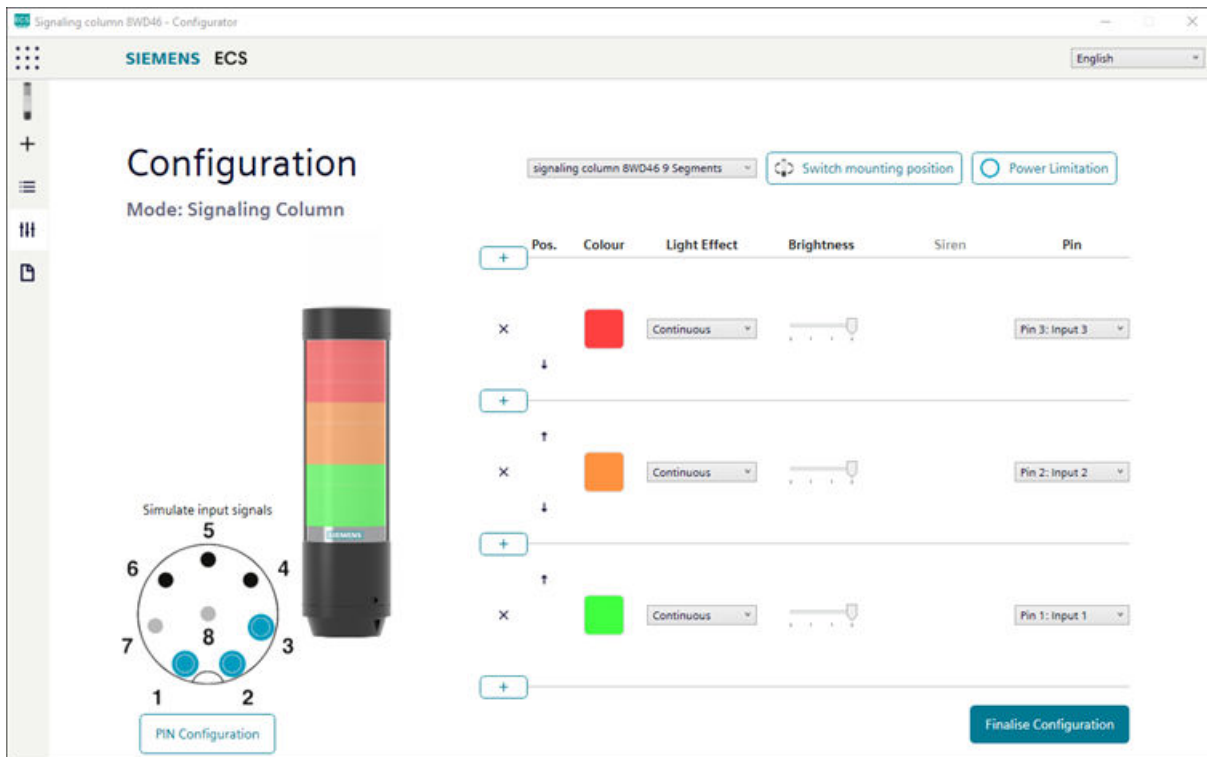 ECS Signaling column 8WD46 - Configurator
SIEMENS ECS
English
Configuration
Mode: Signaling Column
signaling column 8WD46 9 Segments
Switch mounting position
Power Limitation
Pos. Colour Light Effect Brightness Siren Pin
+
× Continuous Pin 3: Input 3
↓
+
↑
× Continuous Pin 2: Input 2
↓
+
↑
× Continuous Pin 1: Input 1
+
SIEMENS
Simulate input signals
5
6 4
7 8 3
1 2
PIN Configuration
Finalise Configuration